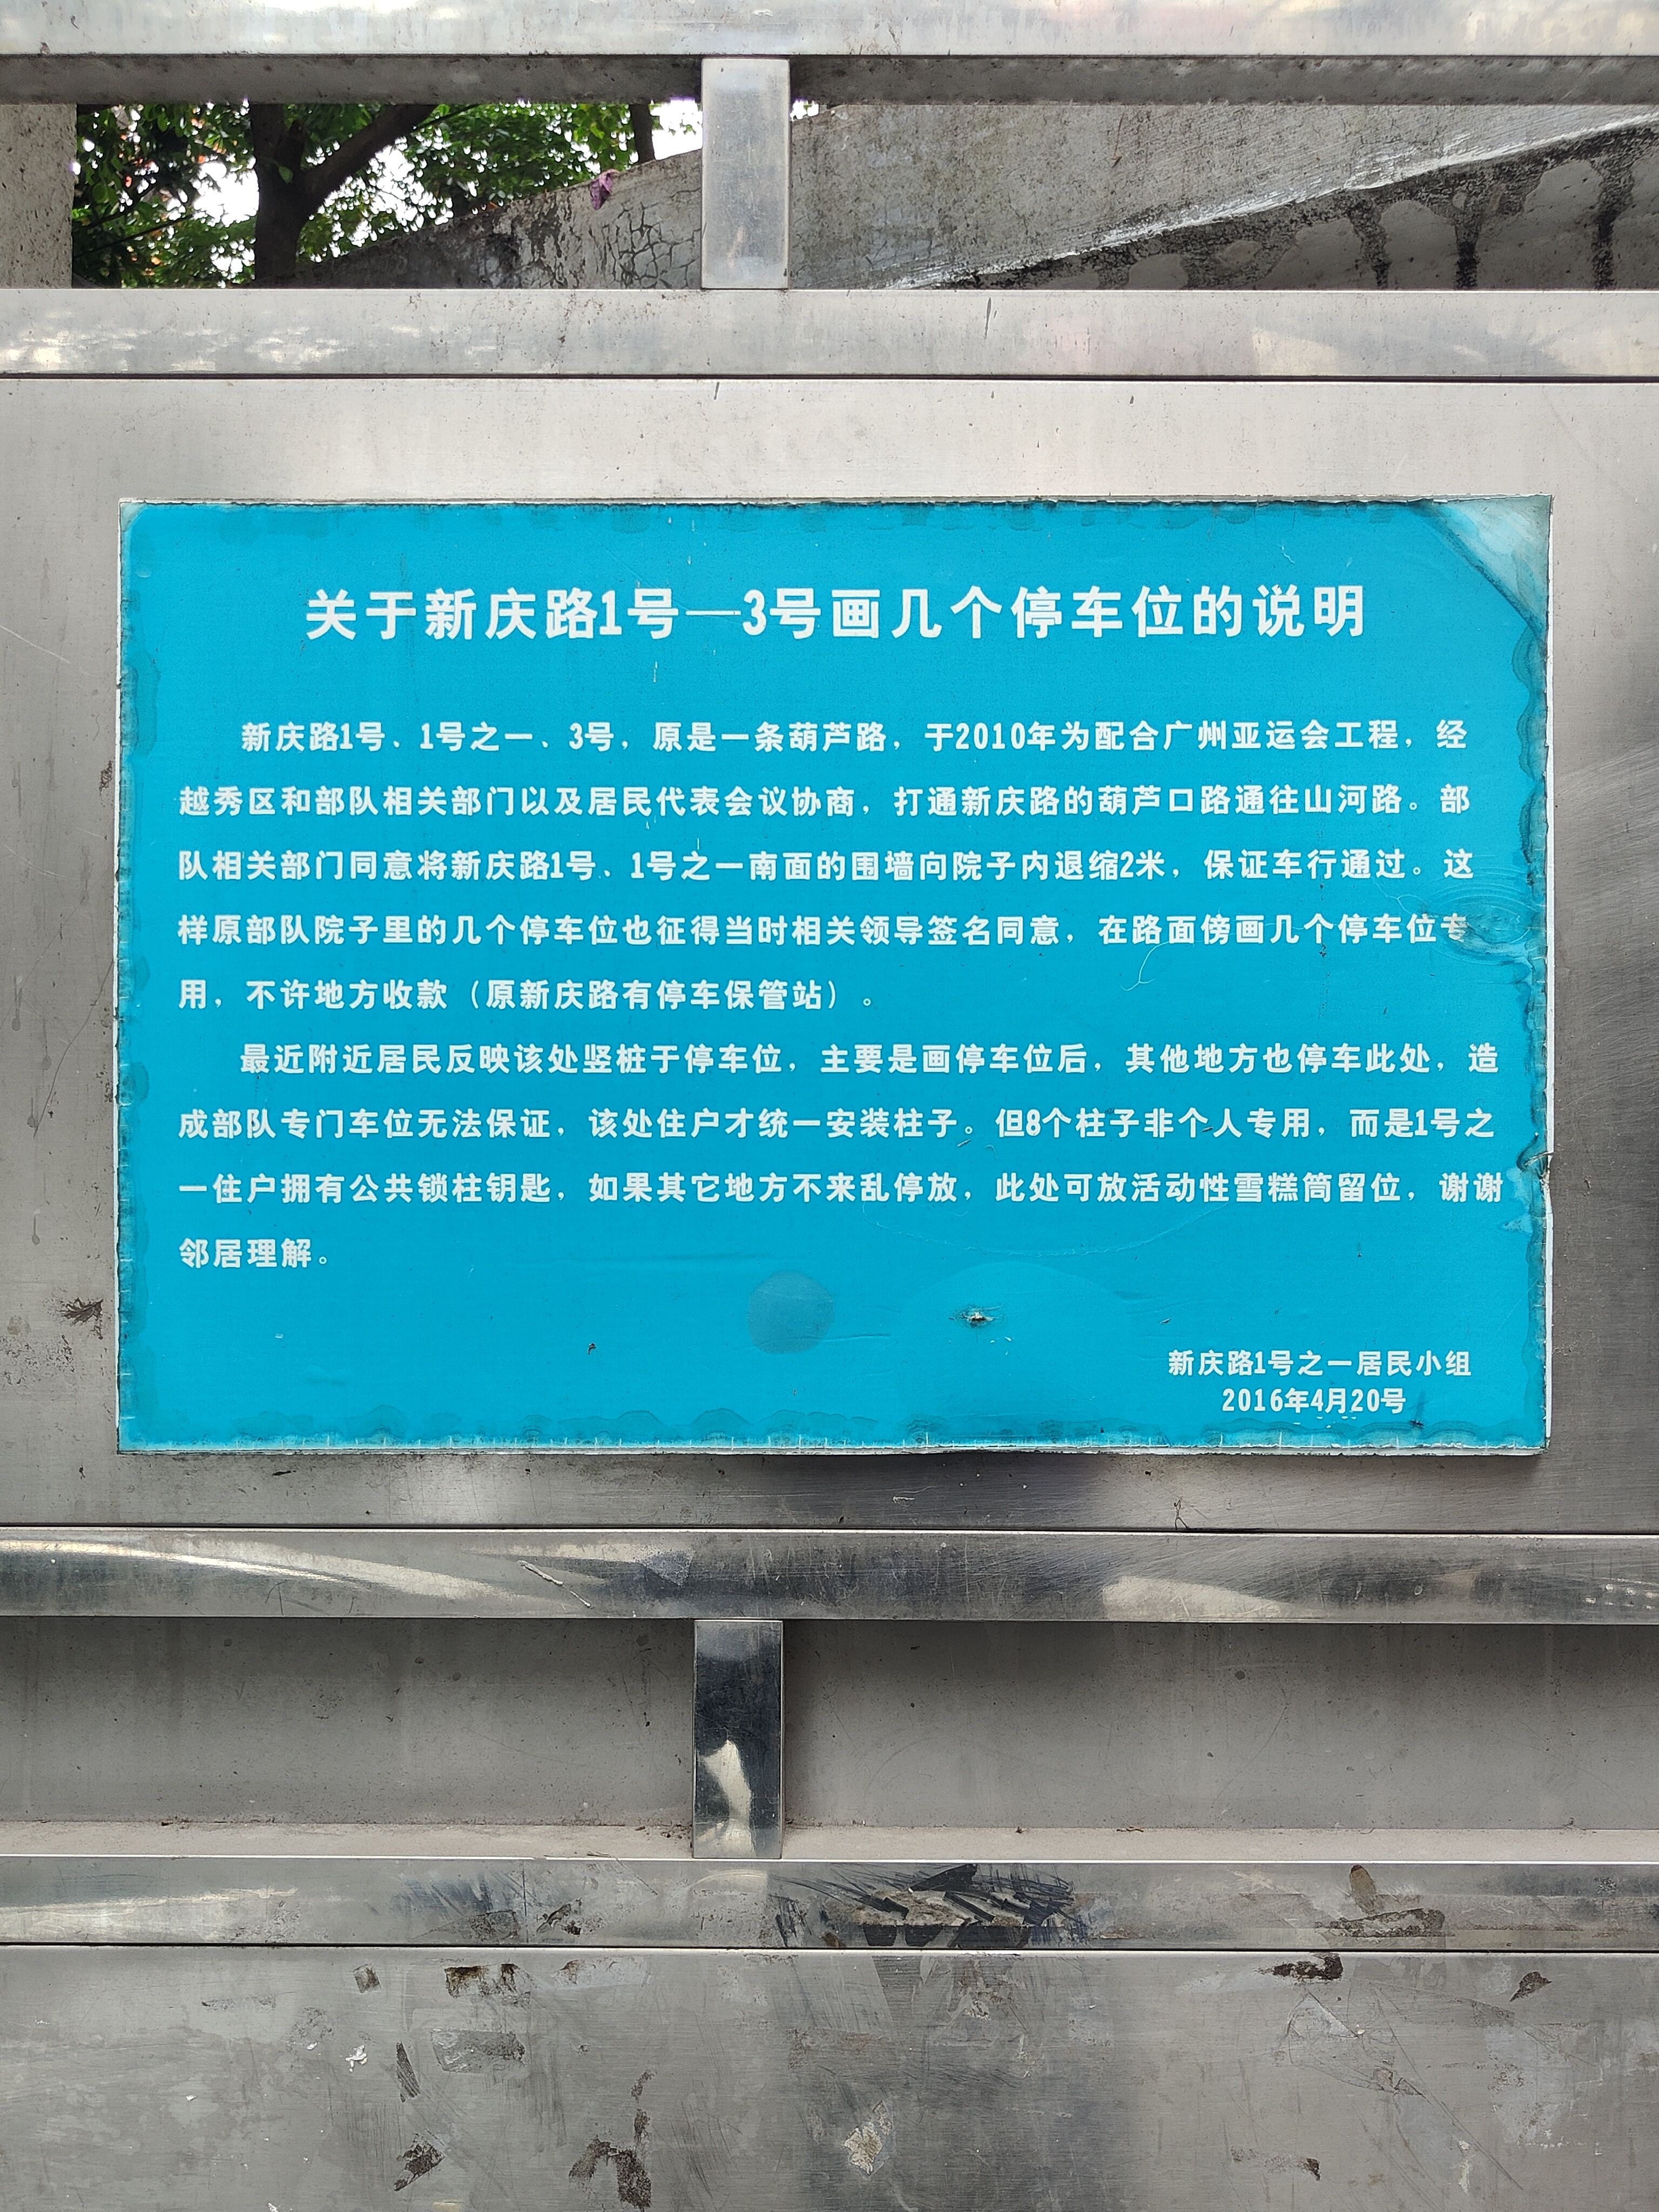 关于新庆路1号—3号画几个停车位的说明
新庆路1号、1号之一、3号，原是一条葫芦路，于2010年为配合广州亚运会工程，经
越秀区和部队相关部门以及居民代表会议协商，打通新庆路的葫芦口路通往山河路。部
队相关部门同意将新庆路1号、1号之一南面的围墙向院子内退缩2米，保证车行通过。这
样原部队院子里的几个停车位也征得当时相关领导签名同意，在路面傍画几个停车位专
用，不许地方收款（原新庆路有停车保管站）。
最近附近居民反映该处竖桩于停车位，主要是画停车位后，其他地方也停车此处，造
成部队专门车位无法保证，该处住户才统一安装柱子。但8个柱子非个人专用，而是1号之
一住户拥有公共锁柱钥匙，如果其它地方不来乱停放，此处可放活动性雪糕筒留位，谢谢
邻居理解。
新庆路1号之一居民小组
2016年4月20号